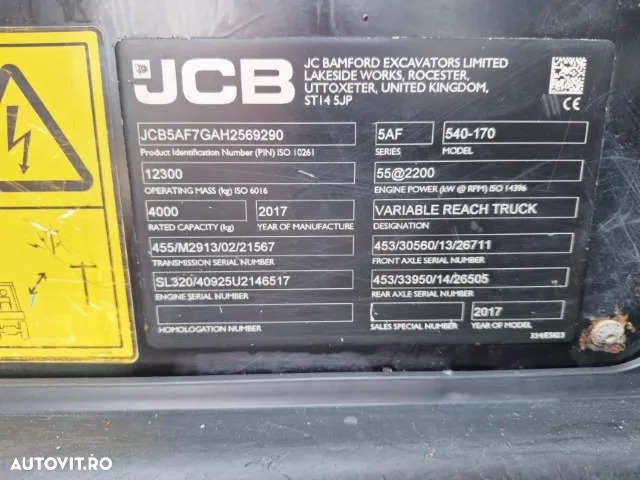 JCB
JC BAMFORD EXCAVATORS LIMITED
LAKESIDE WORKS, ROCESTER,
UTTOXETER, UNITED KINGDOM,
ST14 5JP
CE
JCB5AF7GAH2569290
Product Identification Number (PIN) ISO 10261
5AF
SERIES
540-170
MODEL
12300
OPERATING MASS (kg) ISO 6016
55@2200
ENGINE POWER (kW @ RPM) ISO 14396
4000
RATED CAPACITY (kg)
2017
YEAR OF MANUFACTURE
VARIABLE REACH TRUCK
DESIGNATION
455/M2913/02/21567
TRANSMISSION SERIAL NUMBER
453/30560/13/26711
FRONT AXLE SERIAL NUMBER
SL320/40925U2146517
ENGINE SERIAL NUMBER
453/33950/14/26505
REAR AXLE SERIAL NUMBER
HOMOLOGATION NUMBER
SALES SPECIAL NUMBER
2017
YEAR OF MODEL
334/E5823
AUTOVIT.RO